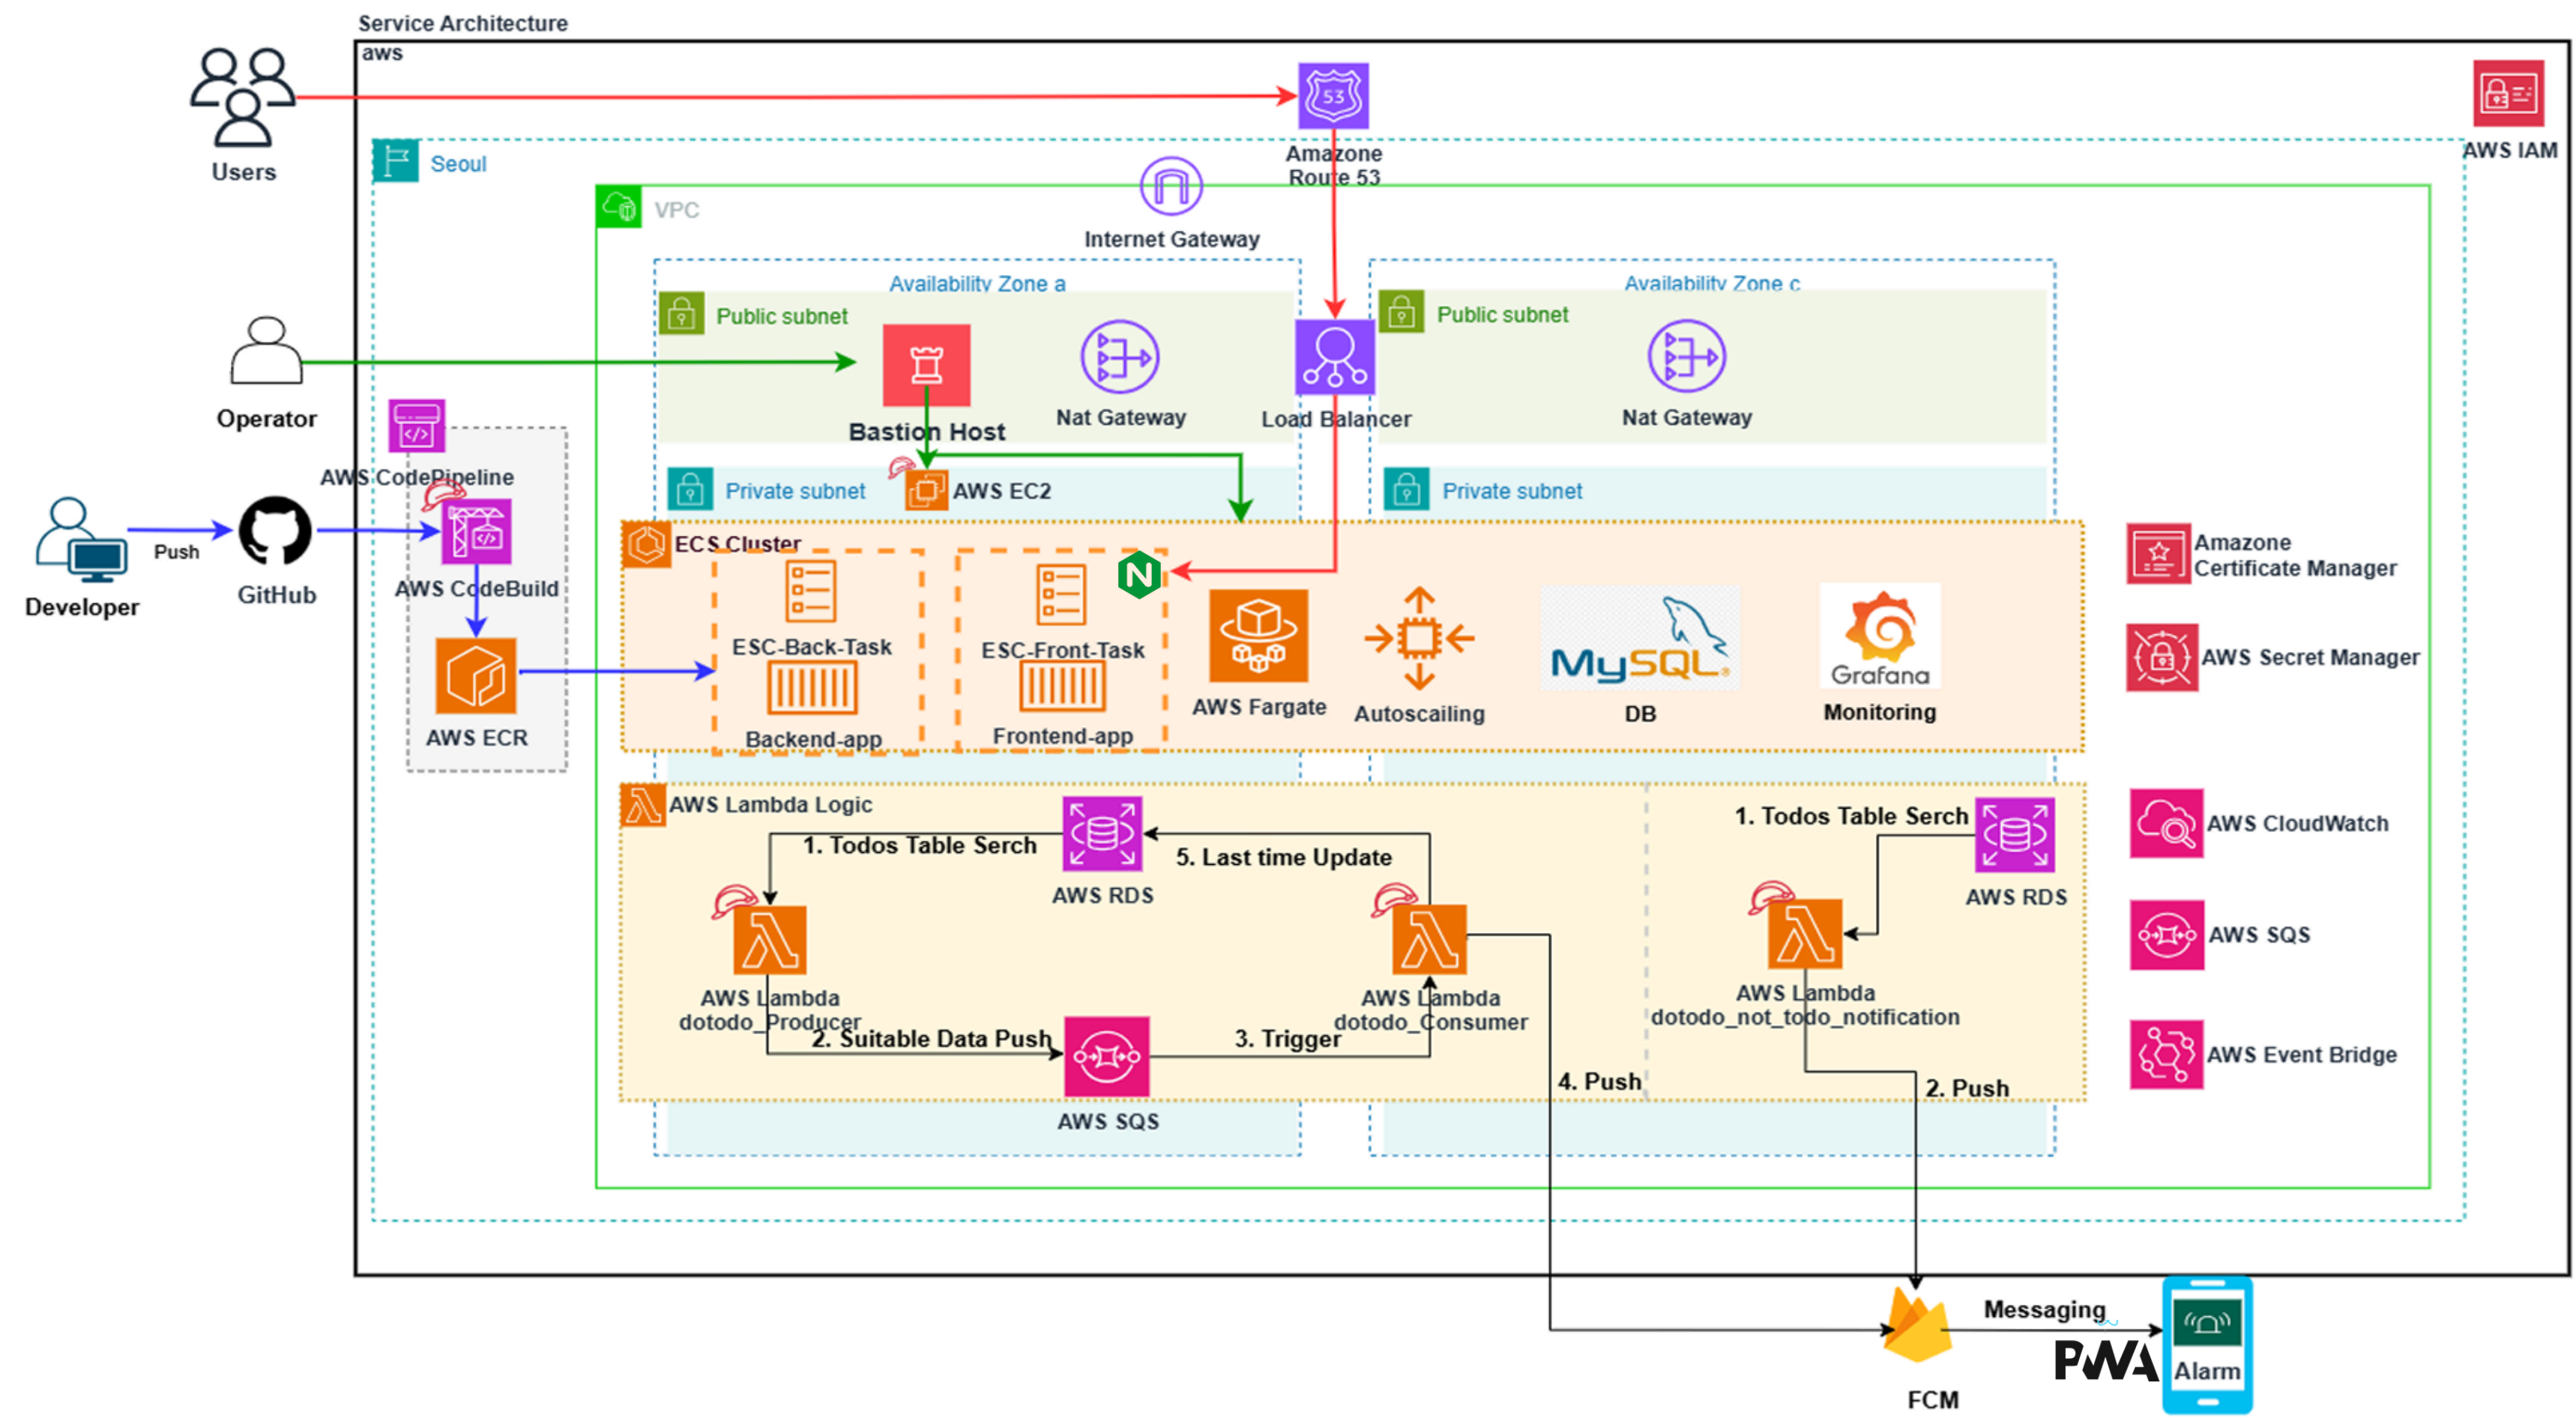 Service Architecture
aws
Users
53
Amazone
Route 53
AWS IAM
Seoul
VPC
Internet Gateway
Availability Zone a
Availability Zone c
Public subnet
Public subnet
Operator
Bastion Host
Nat Gateway
Load Balancer
Nat Gateway
AWS CodePipeline
Private subnet
AWS EC2
Private subnet
Developer
Push
GitHub
AWS CodeBuild
AWS ECR
ECS Cluster
N
ESC-Back-Task
Backend-app
ESC-Front-Task
Frontend-app
AWS Fargate
Autoscailing
MySQL
DB
Grafana
Monitoring
Amazone
Certificate Manager
AWS Secret Manager
AWS CloudWatch
AWS SQS
AWS Event Bridge
AWS Lambda Logic
1. Todos Table Serch
AWS RDS
5. Last time Update
1. Todos Table Serch
AWS RDS
AWS Lambda
dotodo_Producer
2. Suitable Data Push
AWS SQS
3. Trigger
AWS Lambda
dotodo_Consumer
4. Push
AWS Lambda
dotodo_not_todo_notification
2. Push
FCM
Messaging
PWA
Alarm